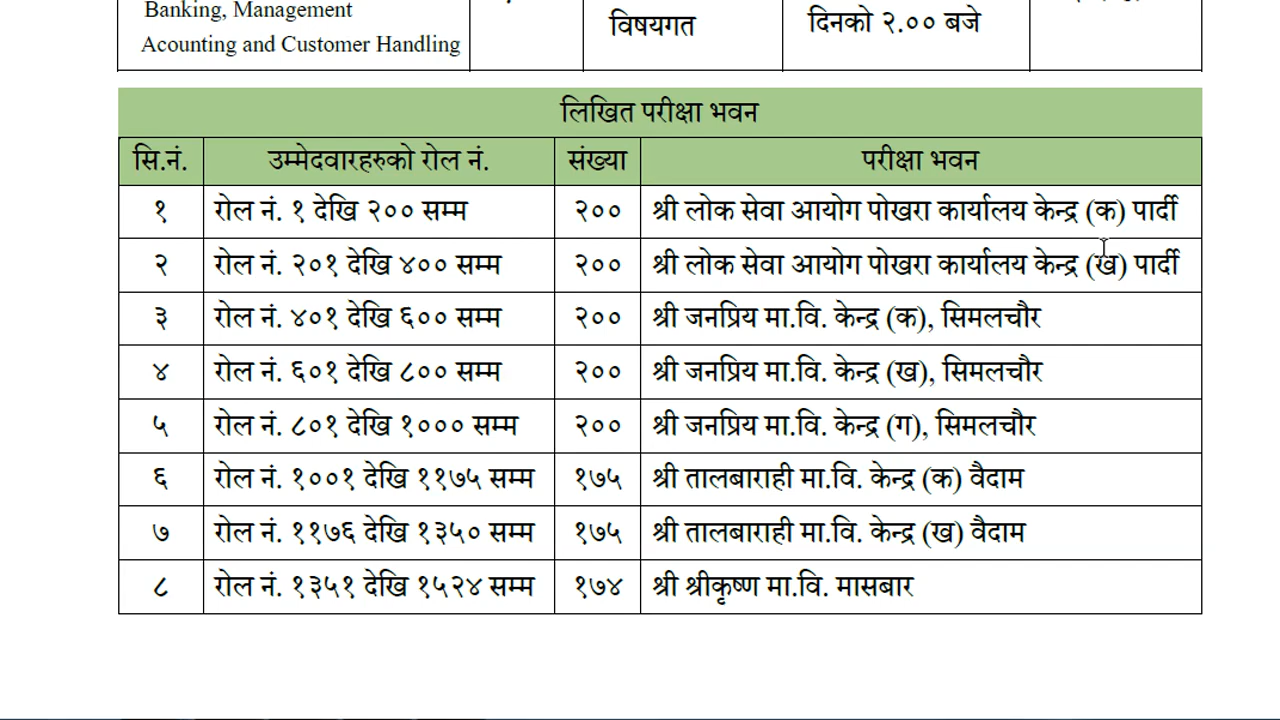 Banking, Management
Acounting and Customer Handling
विषयगत
दिनको २.०० बजे
लिखित परीक्षा भवन
सि.नं. उम्मेदवारहरुको रोल नं. संख्या परीक्षा भवन
१ रोल नं. १ देखि २०० सम्म २०० श्री लोक सेवा आयोग पोखरा कार्यालय केन्द्र (क) पार्दी
२ रोल नं. २०१ देखि ४०० सम्म २०० श्री लोक सेवा आयोग पोखरा कार्यालय केन्द्र (ख) पार्दी
३ रोल नं. ४०१ देखि ६०० सम्म २०० श्री जनप्रिय मा.वि. केन्द्र (क), सिमलचौर
४ रोल नं. ६०१ देखि ८०० सम्म २०० श्री जनप्रिय मा.वि. केन्द्र (ख), सिमलचौर
५ रोल नं. ८०१ देखि १००० सम्म २०० श्री जनप्रिय मा.वि. केन्द्र (ग), सिमलचौर
६ रोल नं. १००१ देखि ११७५ सम्म १७५ श्री तालबाराही मा.वि. केन्द्र (क) वैदाम
७ रोल नं. ११७६ देखि १३५० सम्म १७५ श्री तालबाराही मा.वि. केन्द्र (ख) वैदाम
८ रोल नं. १३५१ देखि १५२४ सम्म १७४ श्री श्रीकृष्ण मा.वि. मासबार